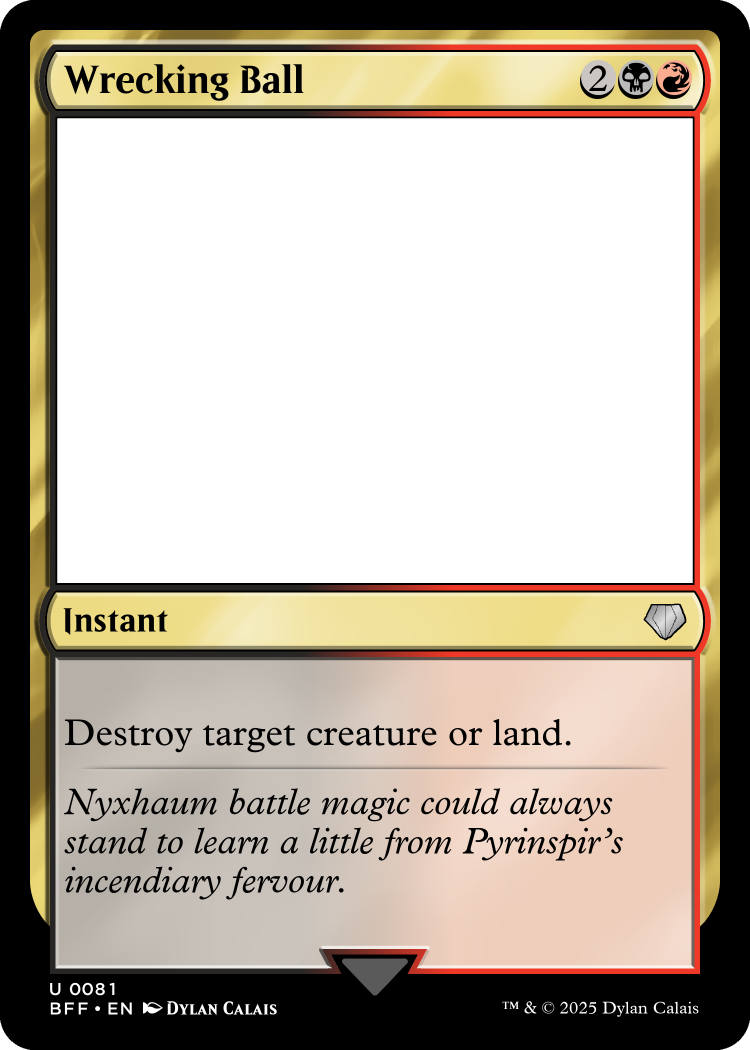 Wrecking Ball 2
Instant
Destroy target creature or land.
Nyxhaum battle magic could always
stand to learn a little from Pyrinspir’s
incendiary fervour.
U 0081
BFF • EN Dylan Calais
™ & © 2025 Dylan Calais